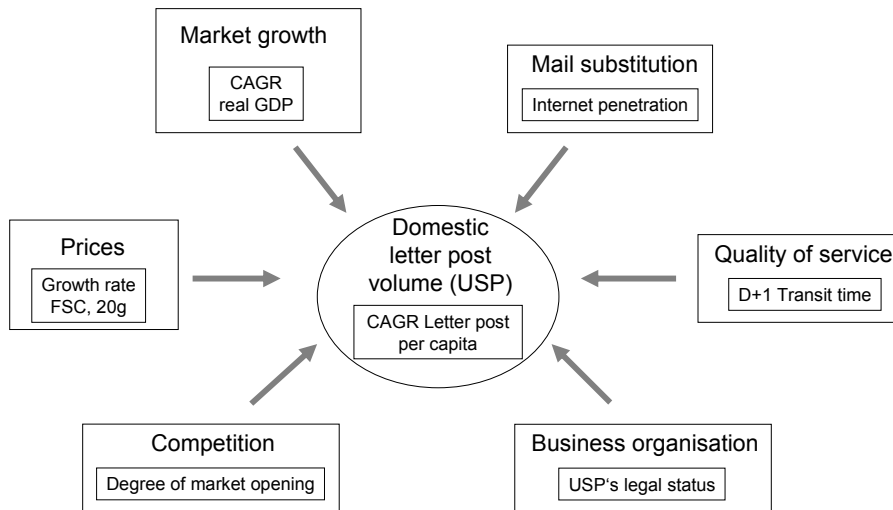 Market growth
CAGR
real GDP
Mail substitution
Internet penetration
Prices
Growth rate
FSC, 20g
Domestic
letter post
volume (USP)
CAGR Letter post
per capita
Quality of service
D+1 Transit time
Competition
Degree of market opening
Business organisation
USP‘s legal status